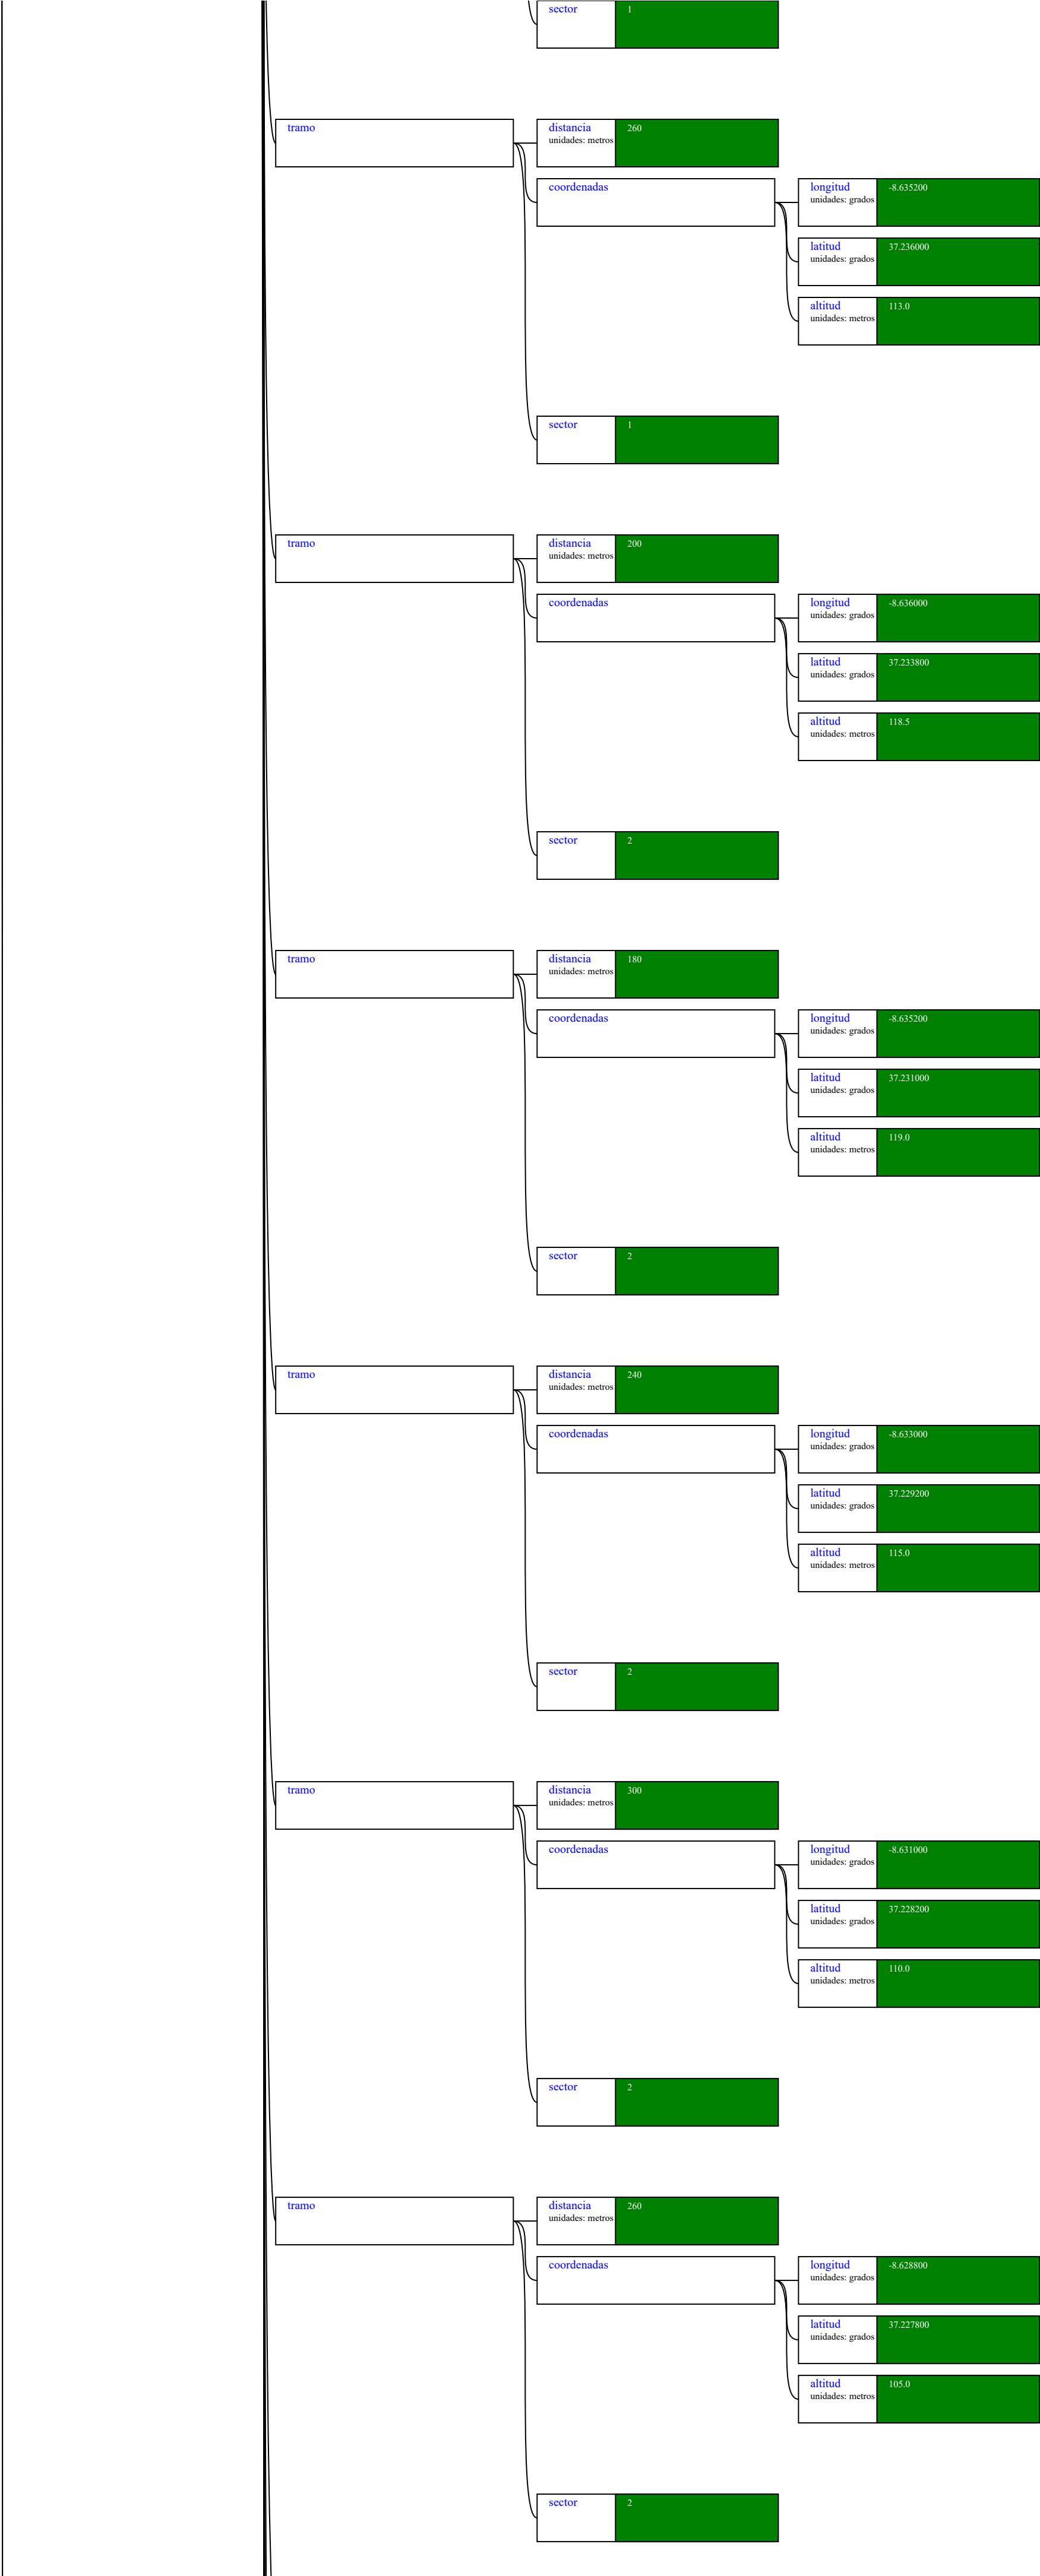 sector 1
tramo
distancia 260
unidades: metros
coordenadas
longitud -8.635200
unidades: grados
latitud 37.236000
unidades: grados
altitud 113.0
unidades: metros
sector 1
tramo
distancia 200
unidades: metros
coordenadas
longitud -8.636000
unidades: grados
latitud 37.233800
unidades: grados
altitud 118.5
unidades: metros
sector 2
tramo
distancia 180
unidades: metros
coordenadas
longitud -8.635200
unidades: grados
latitud 37.231000
unidades: grados
altitud 119.0
unidades: metros
sector 2
tramo
distancia 240
unidades: metros
coordenadas
longitud -8.633000
unidades: grados
latitud 37.229200
unidades: grados
altitud 115.0
unidades: metros
sector 2
tramo
distancia 300
unidades: metros
coordenadas
longitud -8.631000
unidades: grados
latitud 37.228200
unidades: grados
altitud 110.0
unidades: metros
sector 2
tramo
distancia 260
unidades: metros
coordenadas
longitud -8.628800
unidades: grados
latitud 37.227800
unidades: grados
altitud 105.0
unidades: metros
sector 2